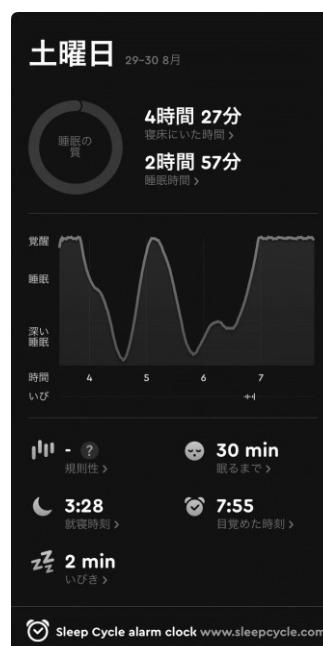 土曜日 29-30 8月
睡眠の
質
4時間 27分
寝床にいた時間 >
2時間 57分
睡眠時間 >
覚醒
睡眠
深い
睡眠
時間 4 5 6 7
いび
- ?
規則性 >
30 min
眠るまで >
3:28
就寝時刻 >
7:55
目覚めた時刻 >
2 min
いびき >
Sleep Cycle alarm clock www.sleepcycle.com